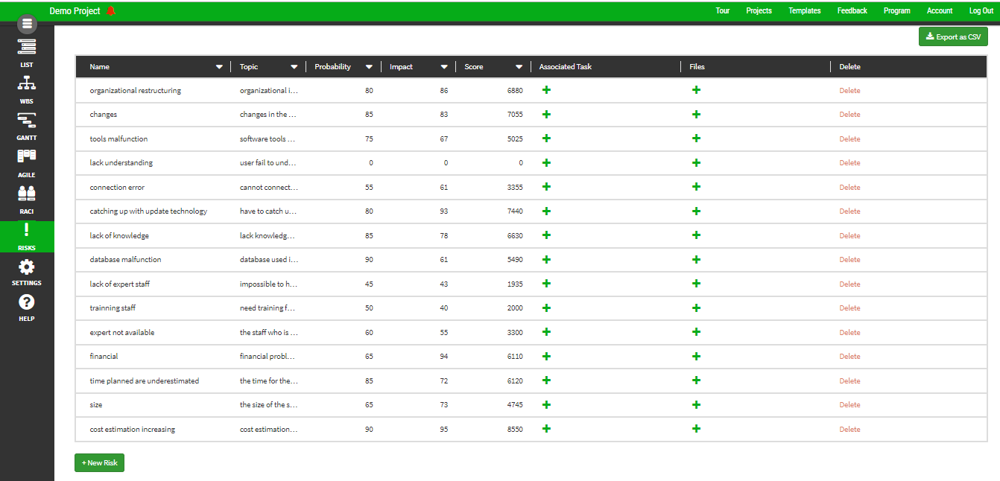 Demo Project Tour Projects Templates Feedback Program Account Log Out
Export as CSV
LIST
WBS
GANTT
AGILE
RACI
RISKS
SETTINGS
HELP
Name Topic Probability Impact Score Associated Task Files Delete
organizational restructuring organizational i... 80 86 6880 Delete
changes changes in the ... 85 83 7055 Delete
tools malfunction software tools ... 75 67 5025 Delete
lack understanding user fail to und... 0 0 0 Delete
connection error cannot connect... 55 61 3355 Delete
catching up with update technology have to catch u... 80 93 7440 Delete
lack of knowledge lack knowledg... 85 78 6630 Delete
database malfunction database used i... 90 61 5490 Delete
lack of expert staff impossible to h... 45 43 1935 Delete
trainning staff need training f... 50 40 2000 Delete
expert not available the staff who is ... 60 55 3300 Delete
financial financial probl... 65 94 6110 Delete
time planned are underestimated the time for the... 85 72 6120 Delete
size the size of the s... 65 73 4745 Delete
cost estimation increasing cost estimation... 90 95 8550 Delete
+ New Risk